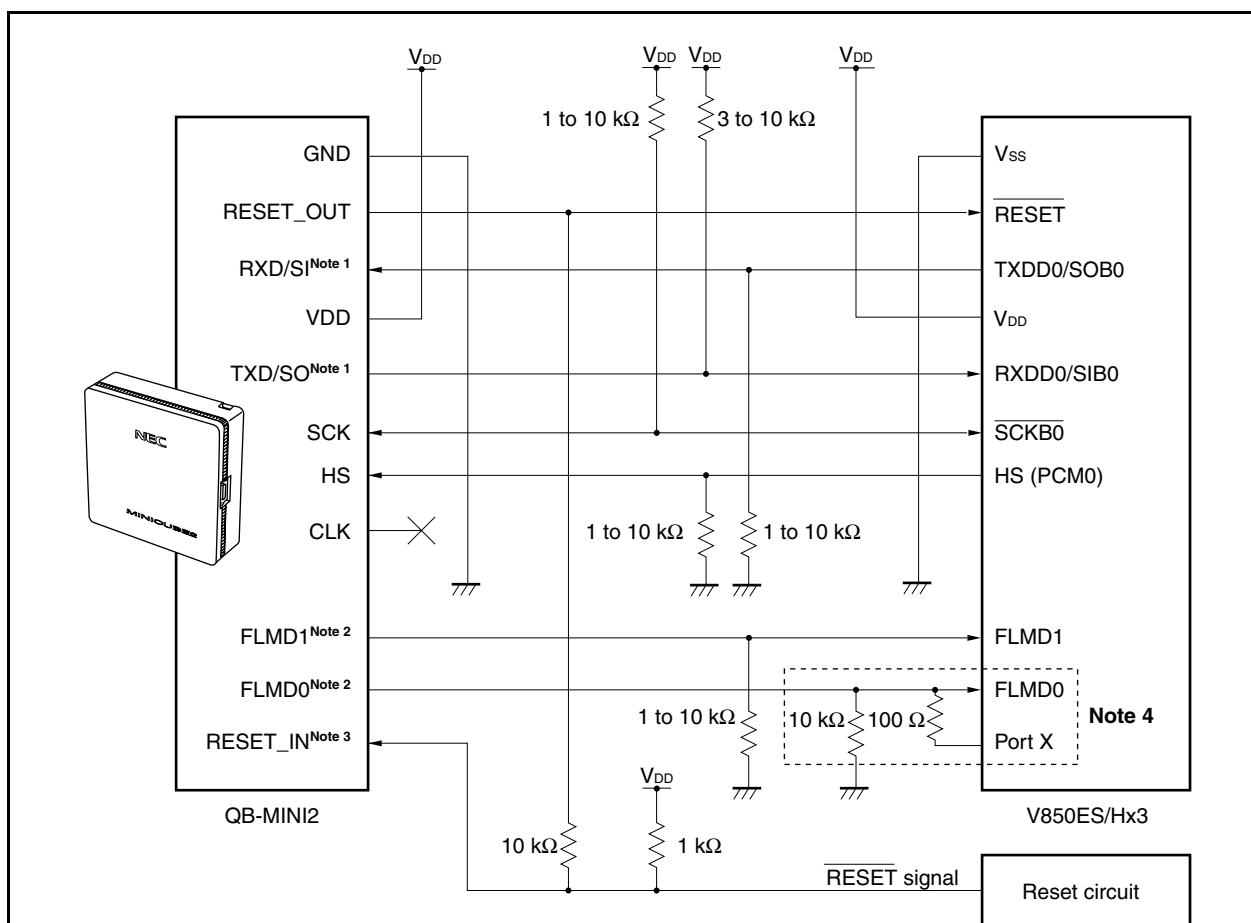 VDD
VDD VDD
VDD
1 to 10 kΩ
3 to 10 kΩ
GND
RESET_OUT
RXD/SINote 1
VDD
TXD/SONote 1
SCK
HS
CLK
FLMD1Note 2
FLMD0Note 2
RESET_INNote 3
QB-MINI2
NEC
MINICUBE2
VSS
RESET
TXDD0/SOB0
VDD
RXDD0/SIB0
SCKB0
HS (PCM0)
FLMD1
FLMD0
Port X
V850ES/Hx3
1 to 10 kΩ
1 to 10 kΩ
1 to 10 kΩ
10 kΩ
100 Ω
Note 4
VDD
10 kΩ
1 kΩ
RESET signal
Reset circuit